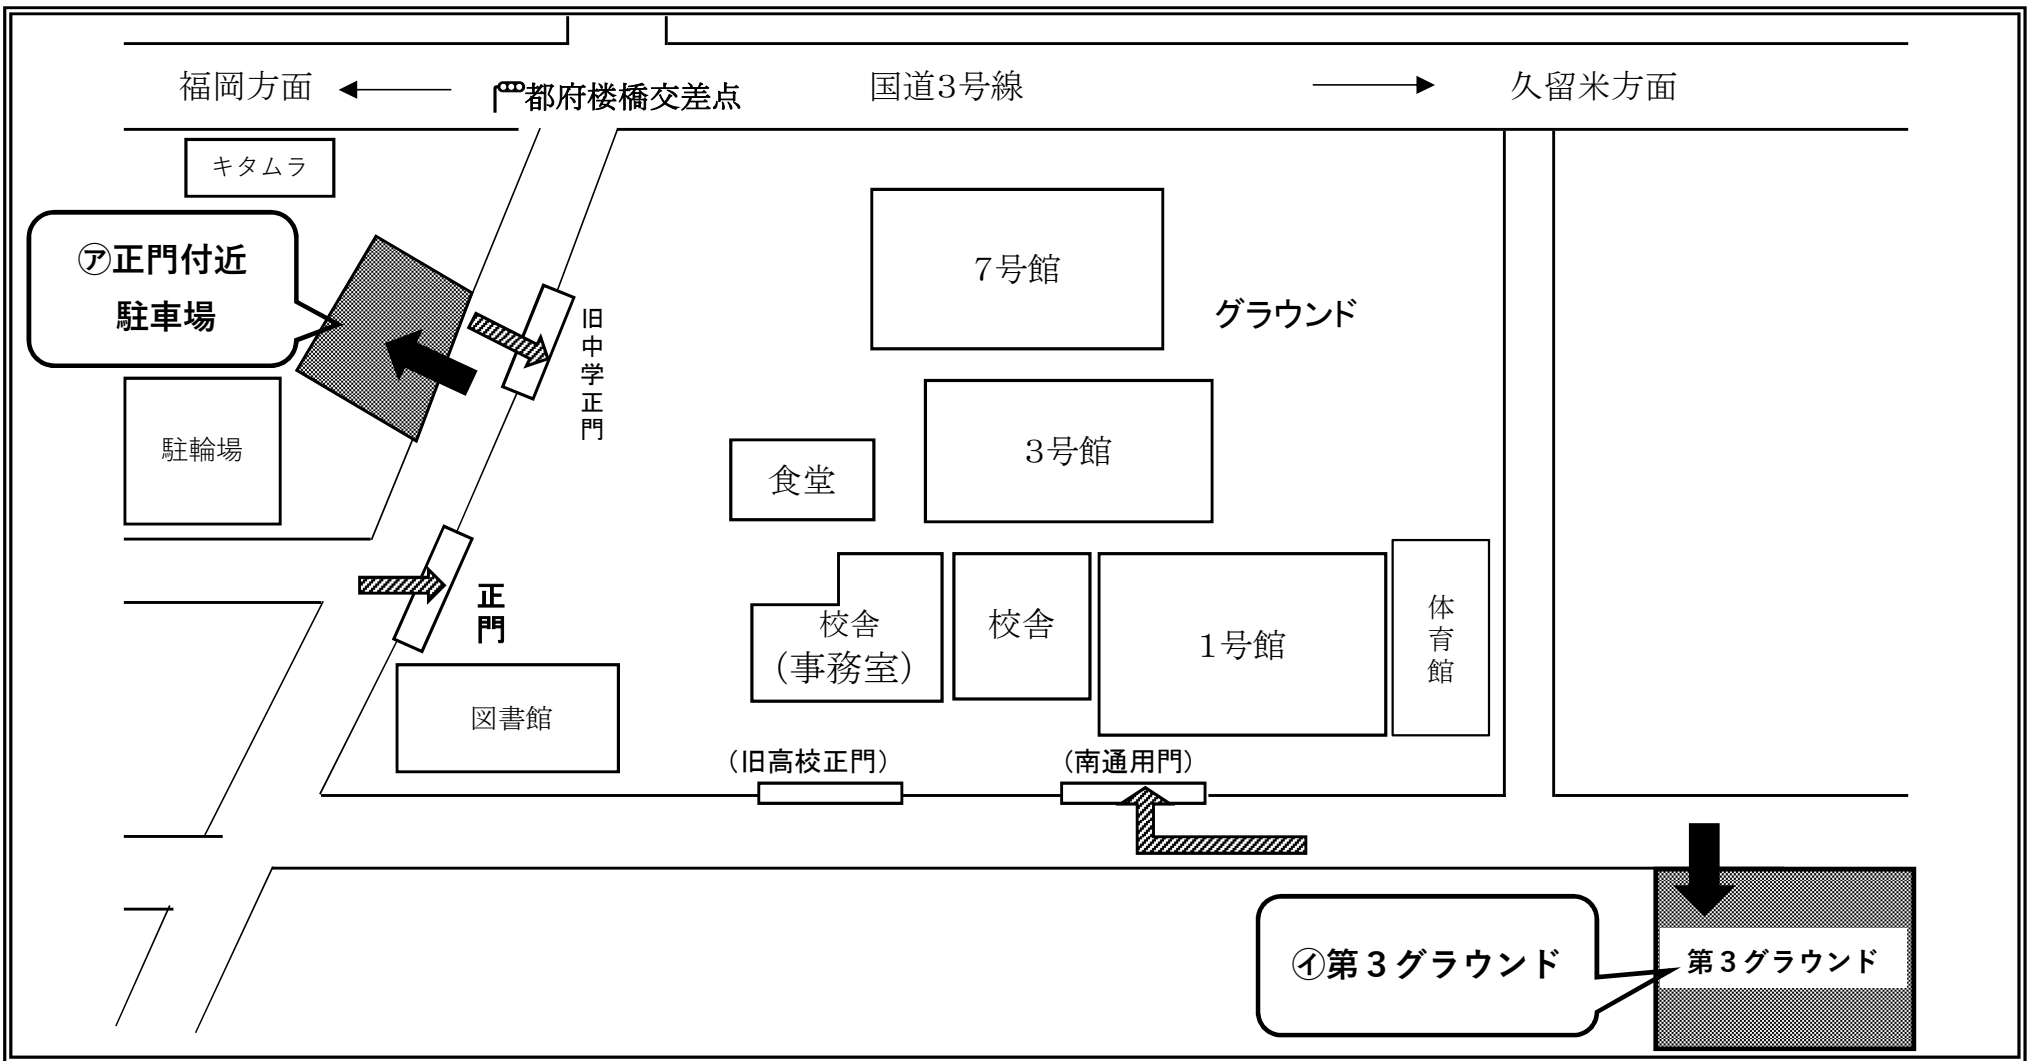 福岡方面
都府楼橋交差点
国道3号線
久留米方面
キタムラ
㋐正門付近
駐車場
7号館
グラウンド
旧中学正門
駐輪場
3号館
食堂
正門
校舎
(事務室)
校舎
1号館
体育館
図書館
(旧高校正門)
(南通用門)
㋑第3グラウンド
第3グラウンド